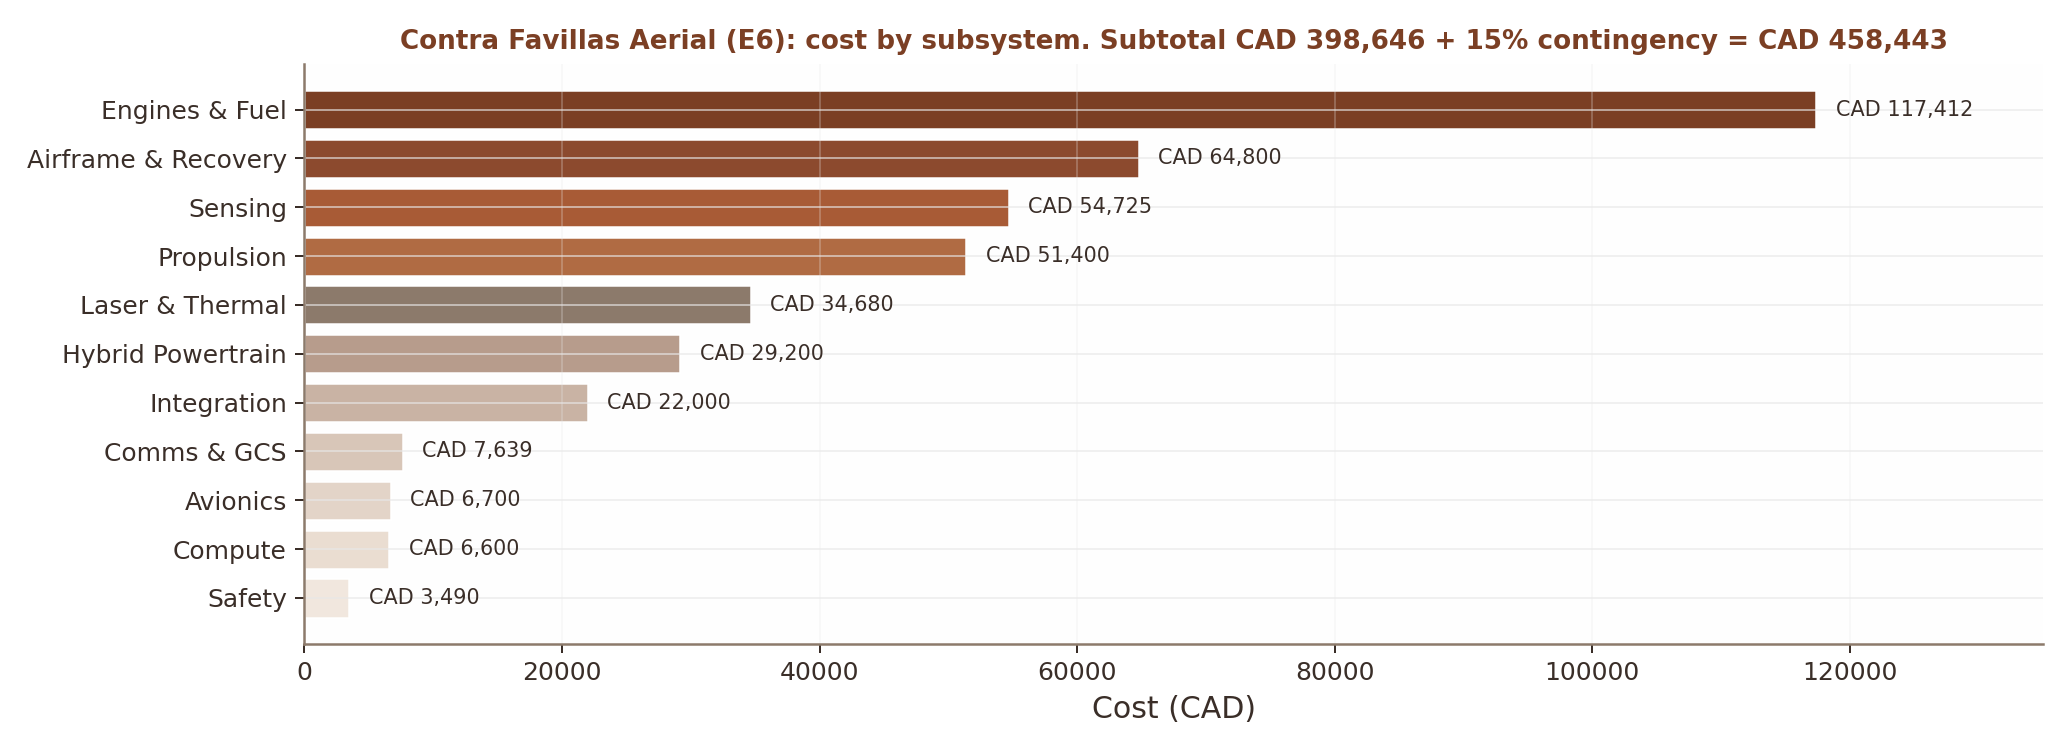 Contra Favillas Aerial (E6): cost by subsystem. Subtotal CAD 398,646 + 15% contingency = CAD 458,443
Engines & Fuel CAD 117,412
Airframe & Recovery CAD 64,800
Sensing CAD 54,725
Propulsion CAD 51,400
Laser & Thermal CAD 34,680
Hybrid Powertrain CAD 29,200
Integration CAD 22,000
Comms & GCS CAD 7,639
Avionics CAD 6,700
Compute CAD 6,600
Safety CAD 3,490
0 20000 40000 60000 80000 100000 120000
Cost (CAD)